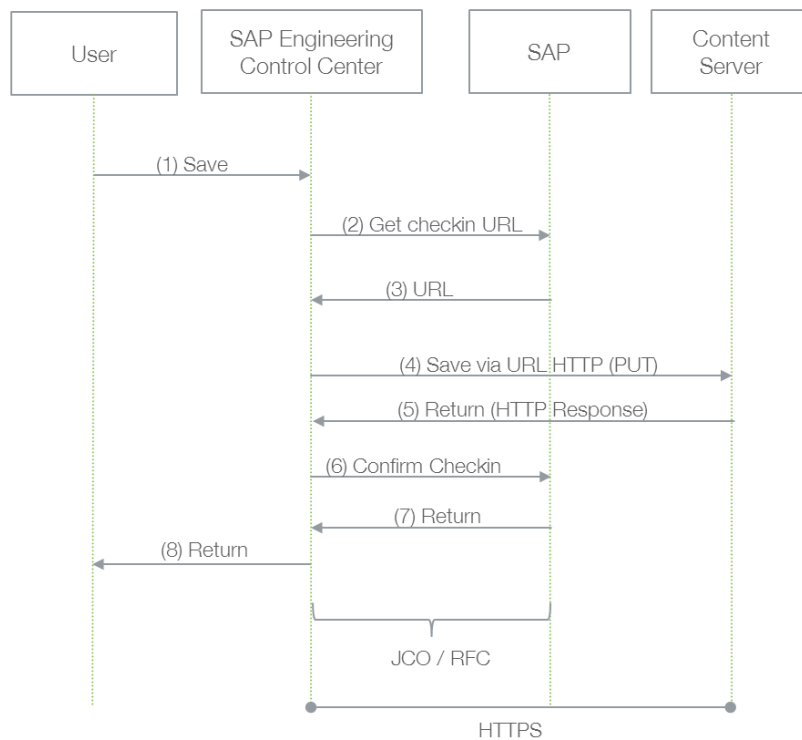 User
SAP Engineering
Control Center
SAP
Content
Server
(1) Save
(2) Get checkin URL
(3) URL
(4) Save via URL HTTP (PUT)
(5) Return (HTTP Response)
(6) Confirm Checkin
(7) Return
(8) Return
JCO / RFC
HTTPS